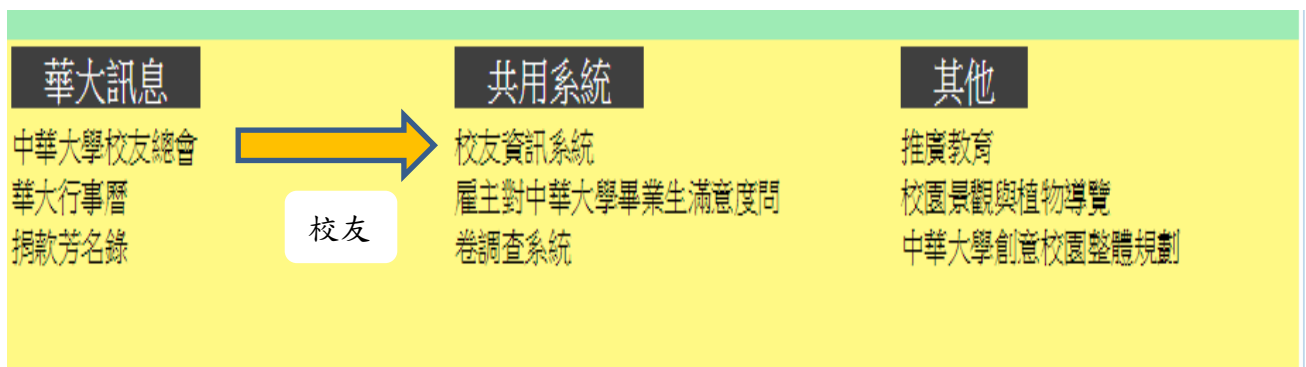 華大訊息
中華大學校友總會
華大行事曆
捐款芳名錄
校友
共用系統
校友資訊系統
雇主對中華大學畢業生滿意度問
卷調查系統
其他
推廣教育
校園景觀與植物導覽
中華大學創意校園整體規劃